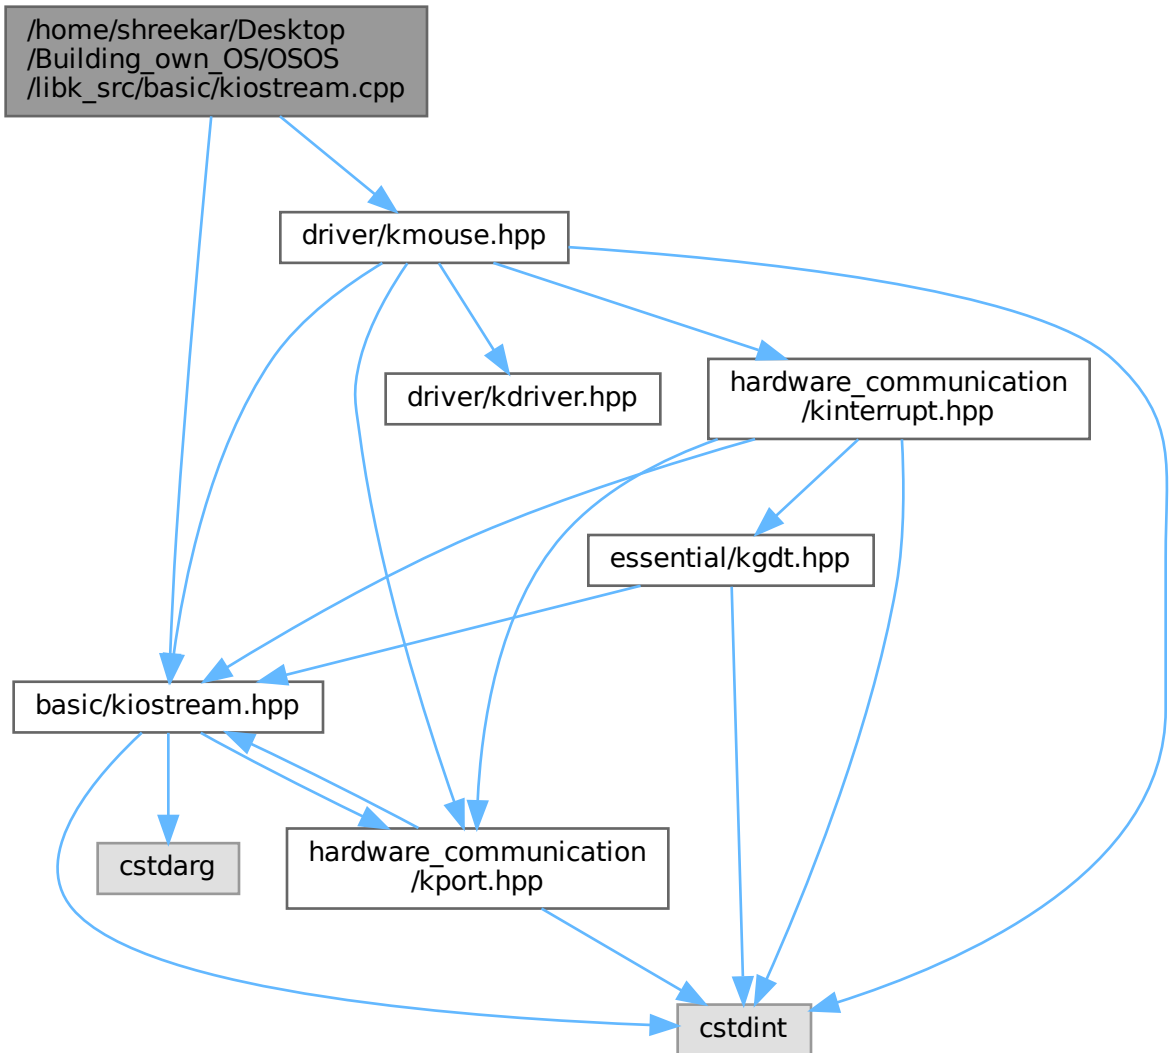 /home/shreekar/Desktop
/Building_own_OS/OSOS
/libk_src/basic/kiostream.cpp
driver/kmouse.hpp
driver/kdriver.hpp
hardware_communication
/kinterrupt.hpp
essential/kgdt.hpp
basic/kiostream.hpp
cstdarg
hardware_communication
/kport.hpp
cstdint